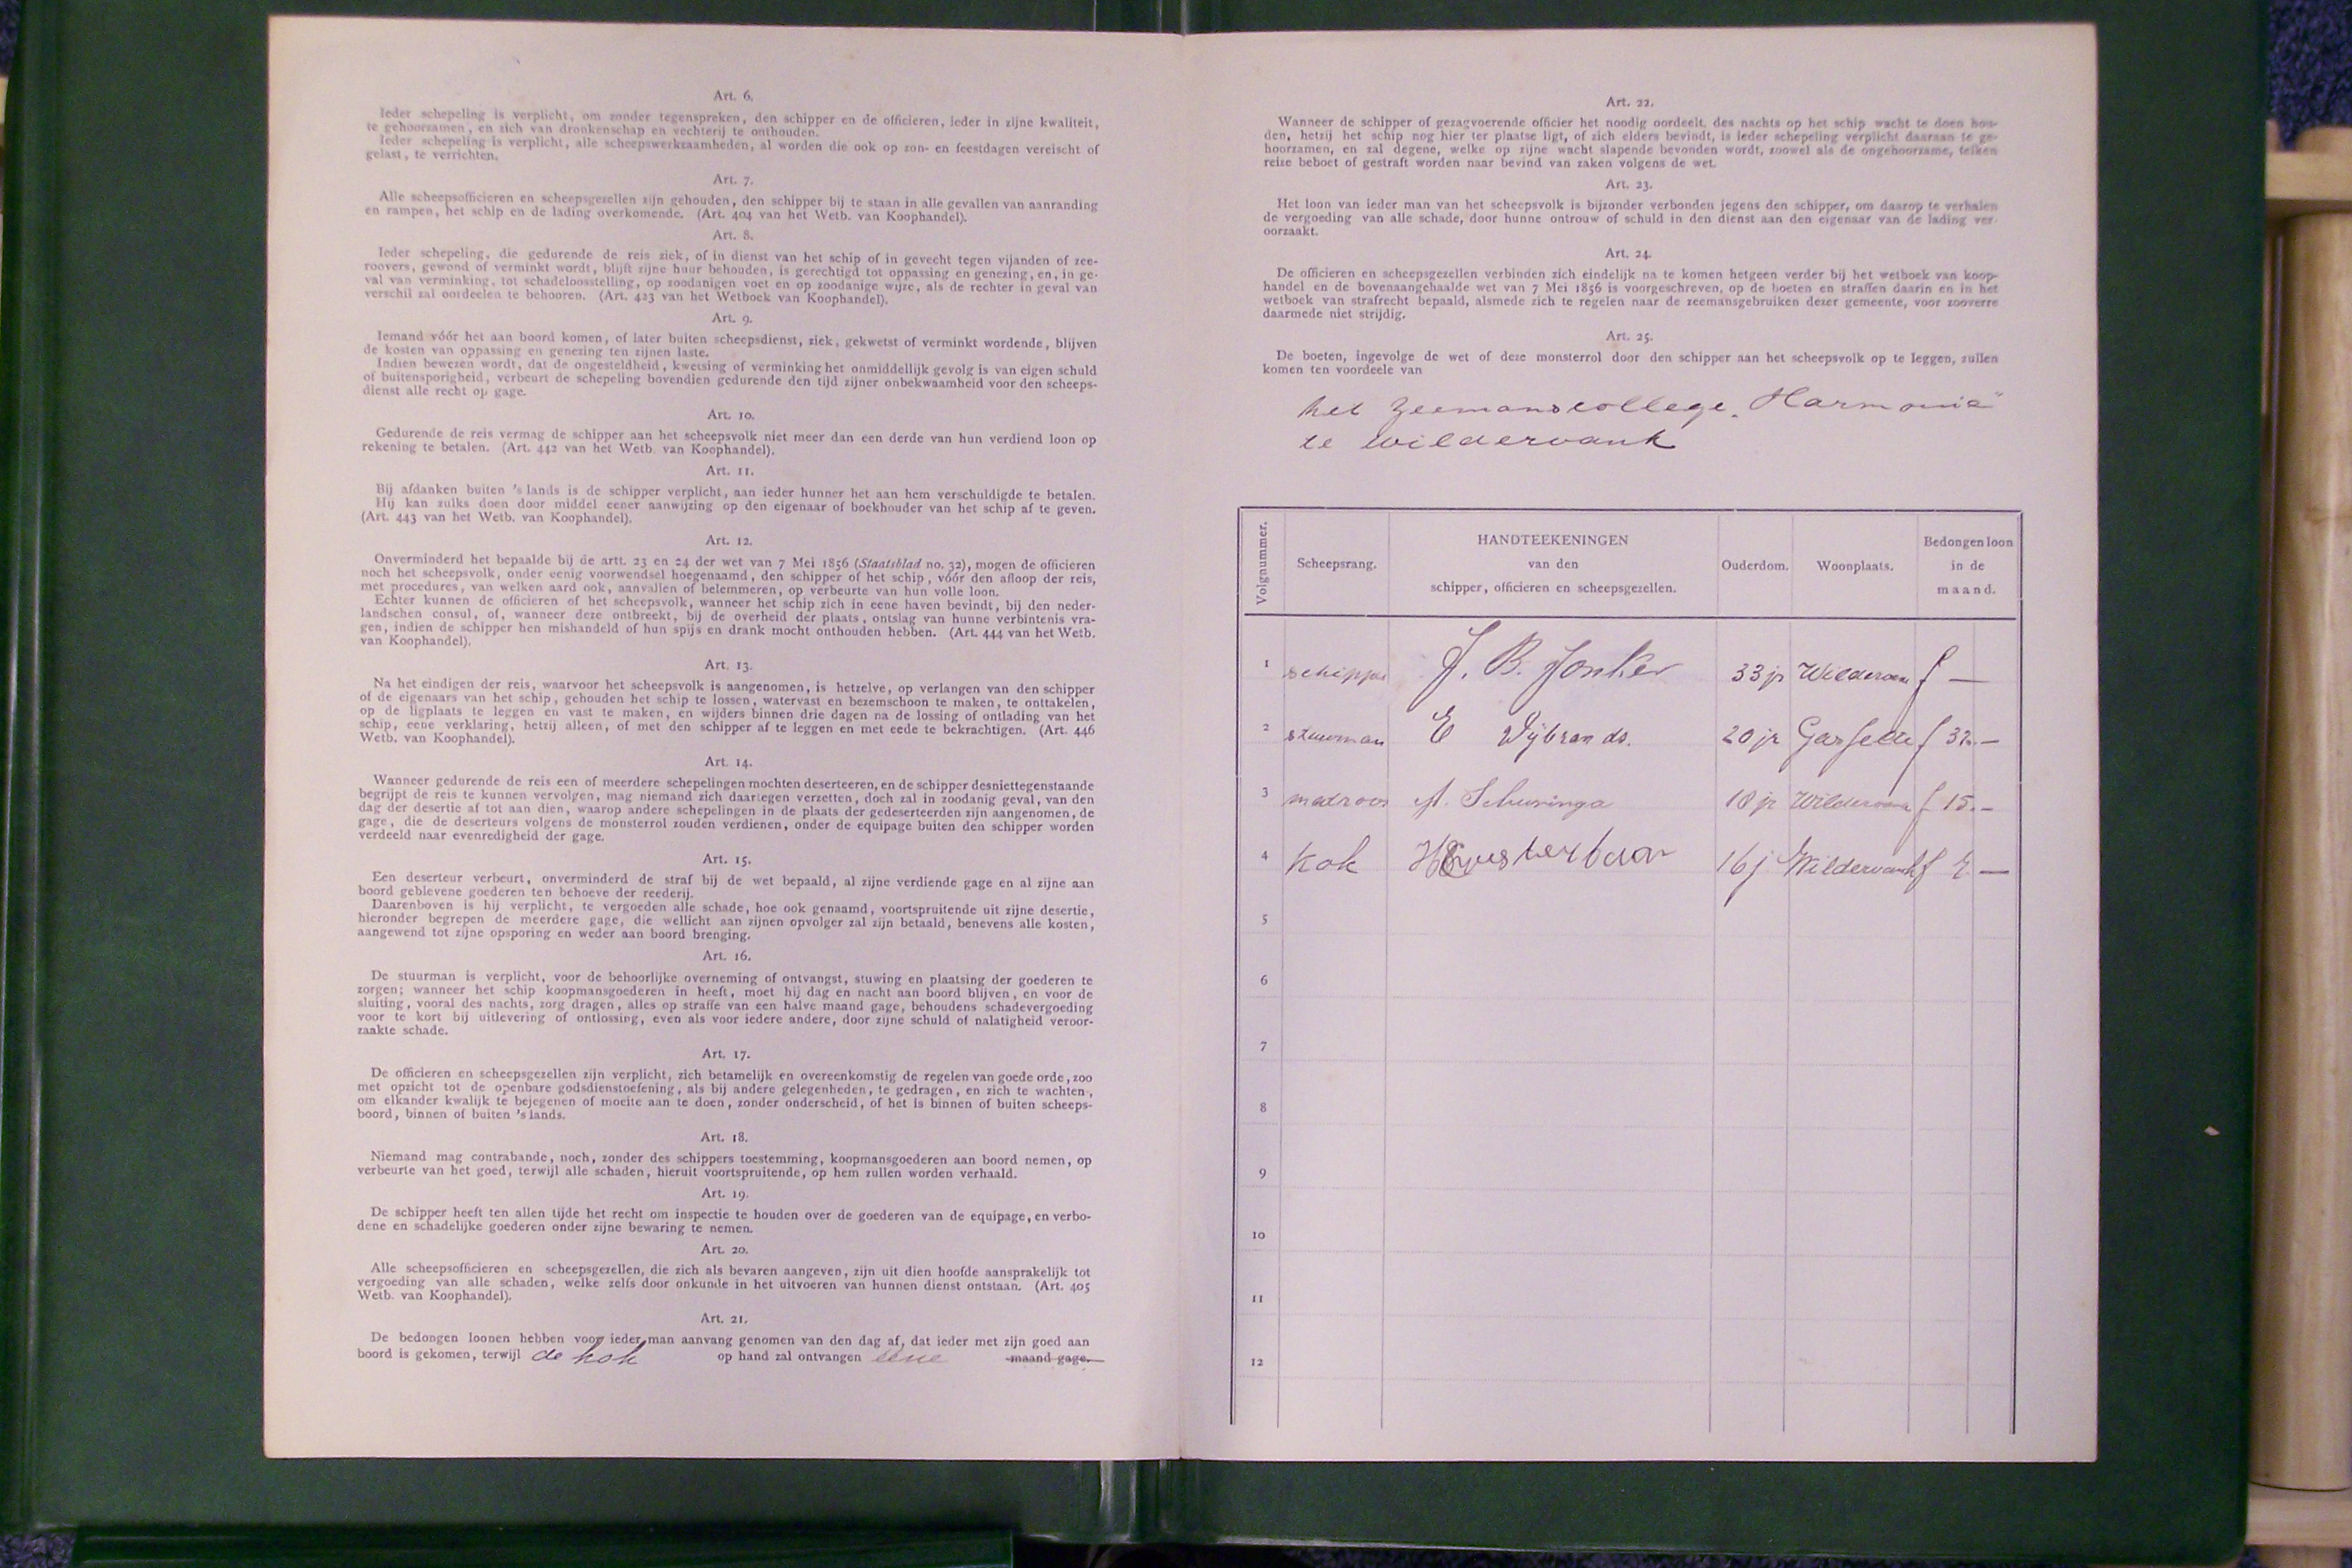 Art. 6.
Ieder schepeling is verplicht, om zonder tegenspreken, den schipper en de officieren, ieder in zijne kwaliteit,
te gehoorzamen, en zich van dronkenschap en vechterij te onthouden.
Ieder schepeling is verplicht, alle scheepswerkzaamheden, al worden die ook op zon- en feestdagen vereischt of
gelast, te verrichten.
Art. 7.
Alle scheepsofficieren en scheepsgezellen zijn gehouden, den schipper bij te staan in alle gevallen van aanranding
en rampen, het schip en de lading overkomende. (Art. 404 van het Wetb. van Koophandel).
Art. 8.
Ieder schepeling, die gedurende de reis ziek, of in dienst van het schip of in gevecht tegen vijanden of zee-
roovers, gewond of verminkt wordt, blijft zijne huur behouden, is gerechtigd tot oppassing en genezing, en, in ge-
val van verminking, tot schadeloosstelling, op zoodanigen voet en op zoodanige wijze, als de rechter in geval van
verschil zal oordeelen te behooren. (Art. 423 van het Wetboek van Koophandel).
Art. 9.
Iemand vóór het aan boord komen, of later buiten scheepsdienst, ziek, gekwetst of verminkt wordende, blijven
de kosten van oppassing en genezing ten zijnen laste.
Indien bewezen wordt, dat de ongesteldheid, kwetsing of verminking het onmiddellijk gevolg is van eigen schuld
of buitensporigheid, verbeurt de schepeling bovendien gedurende den tijd zijner onbekwaamheid voor den scheeps-
dienst alle recht op gage.
Art. 10.
Gedurende de reis vermag de schipper aan het scheepsvolk niet meer dan een derde van hun verdiend loon op
rekening te betalen. (Art. 442 van het Wetb. van Koophandel).
Art. 11.
Bij afdanken buiten 's lands is de schipper verplicht, aan ieder hunner het aan hem verschuldigde te betalen.
Hij kan zulks doen door middel eener aanwijzing op den eigenaar of boekhouder van het schip af te geven.
(Art. 443 van het Wetb. van Koophandel).
Art. 12.
Onverminderd het bepaalde bij de artt. 23 en 24 der wet van 7 Mei 1856 (Staatsblad no. 32), mogen de officieren
noch het scheepsvolk, onder eenig voorwendsel hoegenaamd, den schipper of het schip, vóór den afloop der reis,
met procedures, van welken aard ook, aanvallen of belemmeren, op verbeurte van hun volle loon.
Echter kunnen de officieren of het scheepsvolk, wanneer het schip zich in eene haven bevindt, bij den neder-
landschen consul, of, wanneer deze ontbreekt, bij de overheid der plaats, ontslag van hunne verbintenis vra-
gen, indien de schipper hen mishandeld of hun spijs en drank mocht onthouden hebben. (Art. 444 van het Wetb.
van Koophandel).
Art. 13.
Na het eindigen der reis, waarvoor het scheepsvolk is aangenomen, is hetzelve, op verlangen van den schipper
of de eigenaars van het schip, gehouden het schip te lossen, watervast en bezemschoon te maken, te onttakelen,
op de ligplaats te leggen en vast te maken, en wijders binnen drie dagen na de lossing of ontlading van het
schip, eene verklaring, hetzij alleen, of met den schipper af te leggen en met eede te bekrachtigen. (Art. 446
Wetb. van Koophandel).
Art. 14.
Wanneer gedurende de reis een of meerdere schepelingen mochten deserteeren, en de schipper desniettegenstaande
begrijpt de reis te kunnen vervolgen, mag niemand zich daartegen verzetten, doch zal in zoodanig geval, van den
dag der desertie af tot aan dien, waarop andere schepelingen in de plaats der gedeserteerden zijn aangenomen, de
gage, die de deserteurs volgens de monsterrol zouden verdienen, onder de equipage buiten den schipper worden
verdeeld naar evenredigheid der gage.
Art. 15.
Een deserteur verbeurt, onverminderd de straf bij de wet bepaald, al zijne verdiende gage en al zijne aan
boord geblevene goederen ten behoeve der reederij.
Daarenboven is hij verplicht, te vergoeden alle schade, hoe ook genaamd, voortspruitende uit zijne desertie,
hieronder begrepen de meerdere gage, die wellicht aan zijnen opvolger zal zijn betaald, benevens alle kosten,
aangewend tot zijne opsporing en weder aan boord brenging.
Art. 16.
De stuurman is verplicht, voor de behoorlijke overneming of ontvangst, stuwing en plaatsing der goederen te
zorgen; wanneer het schip koopmansgoederen in heeft, moet hij dag en nacht aan boord blijven, en voor de
sluiting, vooral des nachts, zorg dragen, alles op straffe van een halve maand gage, behoudens schadevergoeding
voor te kort bij uitlevering of ontlossing, even als voor iedere andere, door zijne schuld of nalatigheid veroor-
zaakte schade.
Art. 17.
De officieren en scheepsgezellen zijn verplicht, zich betamelijk en overeenkomstig de regelen van goede orde, zoo
met opzicht tot de openbare godsdienstoefening, als bij andere gelegenheden, te gedragen, en zich te wachten,
om elkander kwalijk te bejegenen of moeite aan te doen, zonder onderscheid, of het is binnen of buiten scheeps-
boord, binnen of buiten 's lands.
Art. 18.
Niemand mag contrabande, noch, zonder des schippers toestemming, koopmansgoederen aan boord nemen, op
verbeurte van het goed, terwijl alle schaden, hieruit voortspruitende, op hem zullen worden verhaald.
Art. 19.
De schipper heeft ten allen tijde het recht om inspectie te houden over de goederen van de equipage, en verbo-
dene en schadelijke goederen onder zijne bewaring te nemen.
Art. 20.
Alle scheepsofficieren en scheepsgezellen, die zich als bevaren aangeven, zijn uit dien hoofde aansprakelijk tot
vergoeding van alle schaden, welke zelfs door onkunde in het uitvoeren van hunnen dienst ontstaan. (Art. 405
Wetb. van Koophandel).
Art. 21.
De bedongen loonen hebben voor ieder man aanvang genomen van den dag af, dat ieder met zijn goed aan
boord is gekomen, terwijl de kok op hand zal ontvangen eene maand gage.
Art. 22.
Wanneer de schipper of gezagvoerende officier het noodig oordeelt, des nachts op het schip wacht te doen hou-
den, hetzij het schip nog hier ter plaatse ligt, of zich elders bevindt, is ieder schepeling verplicht daaraan te ge-
hoorzamen, en zal degene, welke op zijne wacht slapende bevonden wordt, zoowel als de ongehoorzame, telken
reize beboet of gestraft worden naar bevind van zaken volgens de wet.
Art. 23.
Het loon van ieder man van het scheepsvolk is bijzonder verbonden jegens den schipper, om daarop te verhalen
de vergoeding van alle schade, door hunne ontrouw of schuld in den dienst aan den eigenaar van de lading ver-
oorzaakt.
Art. 24.
De officieren en scheepsgezellen verbinden zich eindelijk na te komen hetgeen verder bij het wetboek van koop-
handel en de bovenaangehaalde wet van 7 Mei 1856 is voorgeschreven, op de boeten en straffen daarin en in het
wetboek van strafrecht bepaald, alsmede zich te regelen naar de zeemansgebruiken dezer gemeente, voor zooverre
daarmede niet strijdig.
Art. 25.
De boeten, ingevolge de wet of deze monsterrol door den schipper aan het scheepsvolk op te leggen, zullen
komen ten voordeele van
het Zeemanscollege „Harmonie"
te Wildervank
Volgnummer.
Scheepsrang.
HANDTEEKENINGEN
van den
schipper, officieren en scheepsgezellen.
Ouderdom.
Woonplaats.
Bedongen loon
in de
maand.
1 schipper J. B. Jonker 33 jr Wilderva f —
2 stuurman E Wijbrands. 20 jr Gasselte f 32.—
3 matroos A. Schuringa 18 jr Wilderva f 15.—
4 Kok 16 j Wildervank f —
5
6
7
8
9
10
11
12